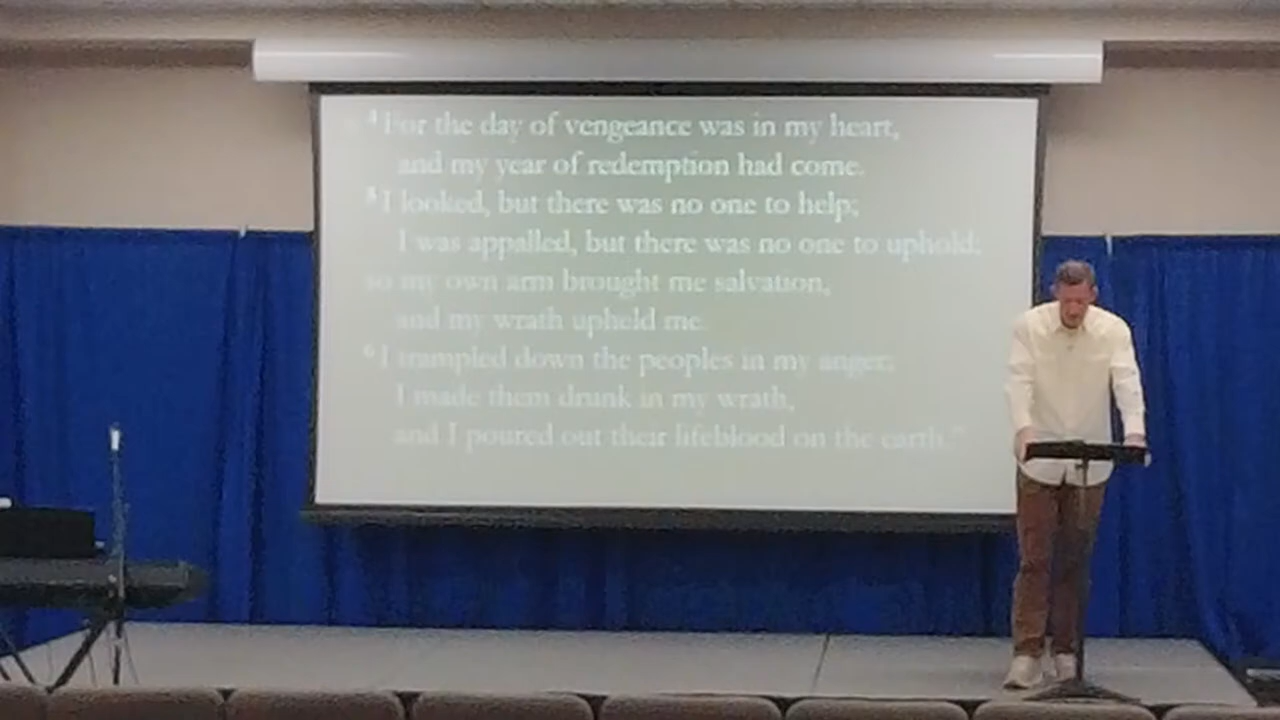 ⁴ For the day of vengeance was in my heart,
and my year of redemption had come.
⁵ I looked, but there was no one to help;
I was appalled, but there was no one to uphold;
so my own arm brought me salvation,
and my wrath upheld me.
⁶ I trampled down the peoples in my anger;
I made them drunk in my wrath,
and I poured out their lifeblood on the earth."